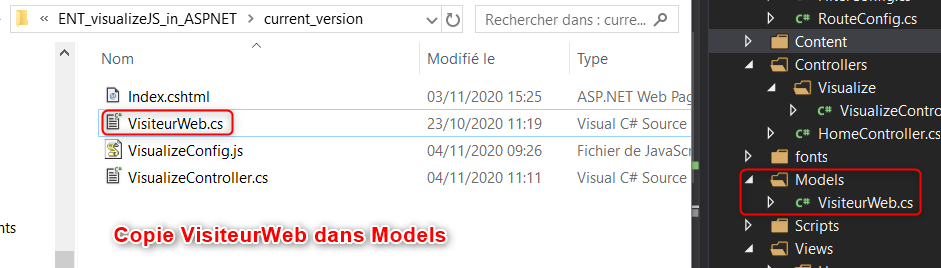 « ENT_visualizeJS_in_ASPNET > current_version
Rechercher dans : curre...
Nom
Modifié le
Type
Index.cshtml
03/11/2020 15:25
ASP.NET Web Pag
VisiteurWeb.cs
23/10/2020 11:19
Visual C# Source
VisualizeConfig.js
04/11/2020 09:26
Fichier de JavaScr
VisualizeController.cs
04/11/2020 11:11
Visual C# Source
nts
Copie VisiteurWeb dans Models
RouteConfig.cs
Content
Controllers
Visualize
C# VisualizeContro
C# HomeController.cs
fonts
Models
C# VisiteurWeb.cs
Scripts
Views